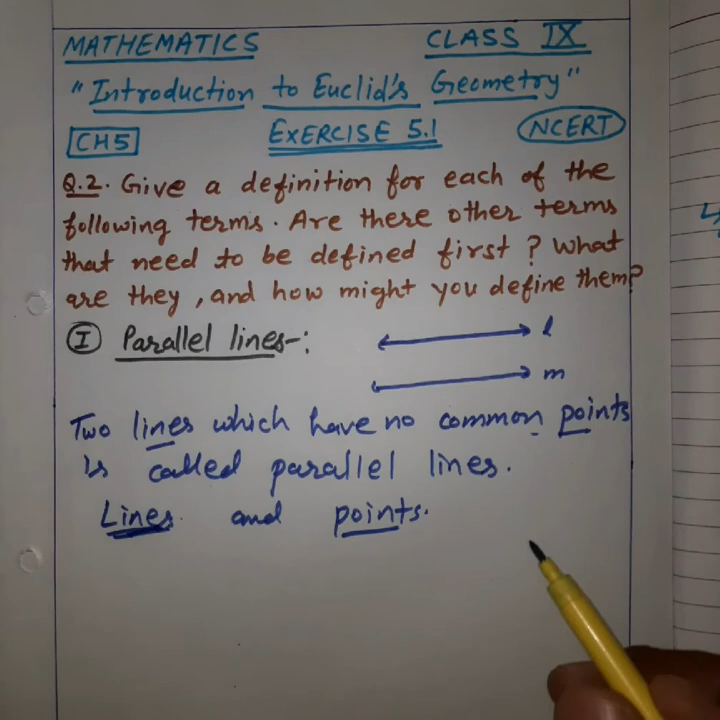 MATHEMATICS CLASS IX
"Introduction to Euclid's Geometry"
CH5 EXERCISE 5.1 NCERT
Q.2. Give a definition for each of the
following terms. Are there other terms
that need to be defined first? What
are they, and how might you define them?
I Parallel lines-: l
m
Two lines which have no common points
is called parallel lines.
Lines and points.